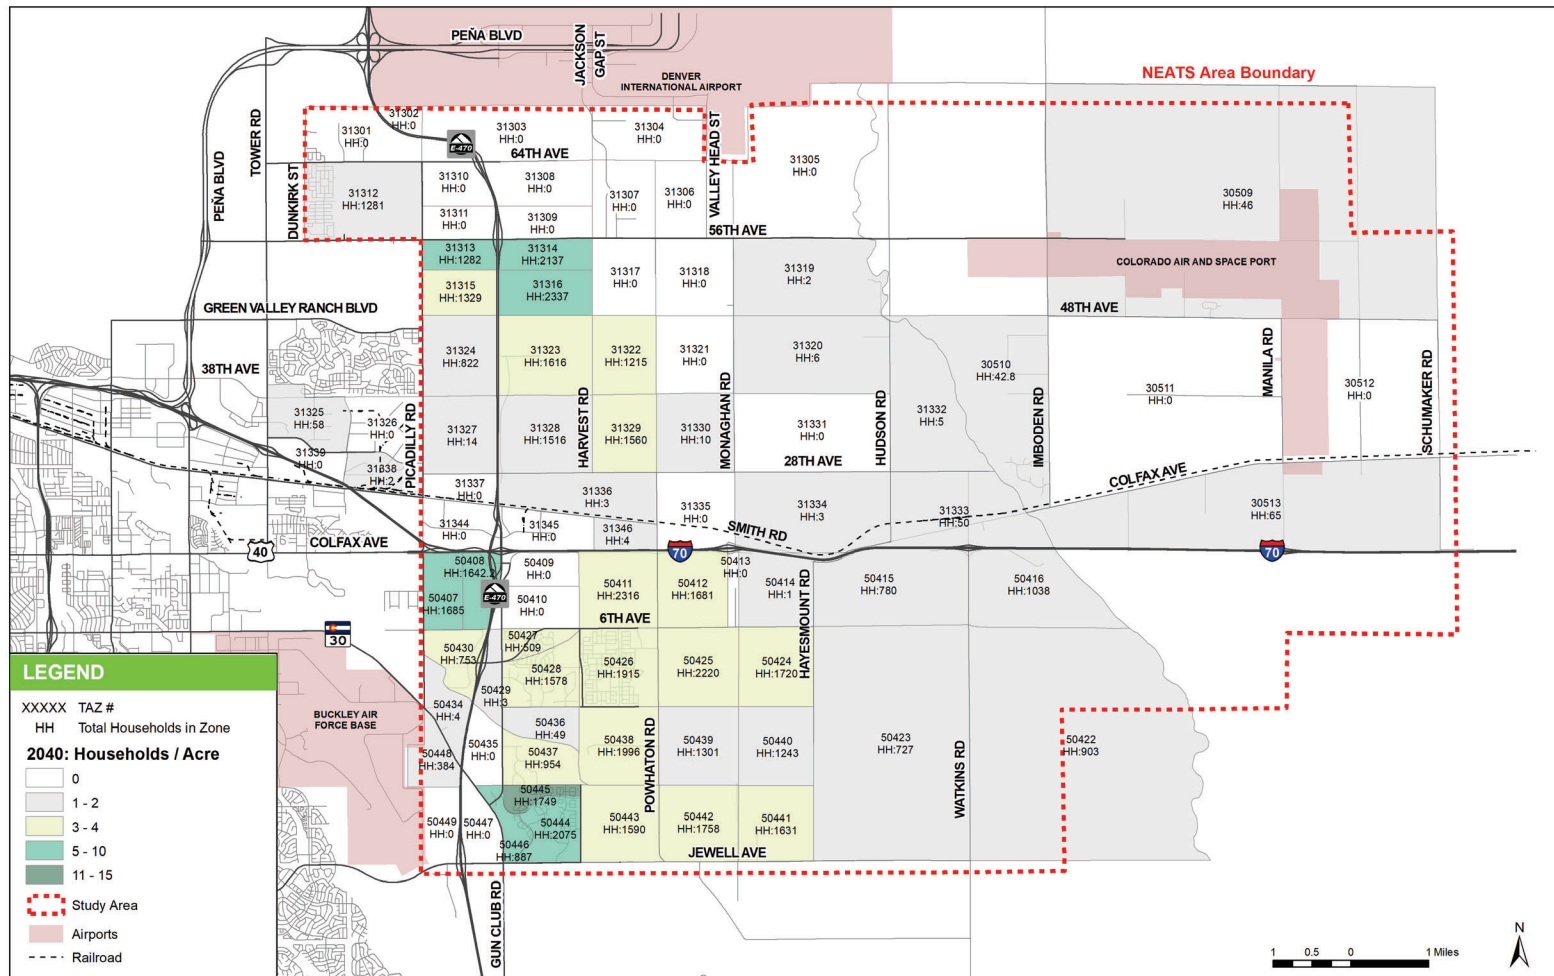 PEÑA BLVD
JACKSON
GAP ST
DENVER
INTERNATIONAL AIRPORT
NEATS Area Boundary
TOWER RD
PEÑA BLVD
DUNKIRK ST
VALLEY HEAD ST
31301
HH:0
31302
HH:0
E-470
31303
HH:0
31304
HH:0
64TH AVE
31305
HH:0
31312
HH:1281
31310
HH:0
31308
HH:0
31307
HH:0
31306
HH:0
31311
HH:0
31309
HH:0
56TH AVE
30509
HH:46
31313
HH:1282
31314
HH:2137
31315
HH:1329
31316
HH:2337
31317
HH:0
31318
HH:0
31319
HH:2
COLORADO AIR AND SPACE PORT
GREEN VALLEY RANCH BLVD
48TH AVE
31324
HH:822
31323
HH:1616
31322
HH:1215
31321
HH:0
31320
HH:6
30510
HH:42.8
30511
HH:0
30512
HH:0
38TH AVE
PICADILLY RD
HARVEST RD
MONAGHAN RD
HUDSON RD
IMBODEN RD
MANILA RD
SCHUMAKER RD
31325
HH:58
31326
HH:0
31327
HH:14
31328
HH:1516
31329
HH:1560
31330
HH:10
31331
HH:0
31332
HH:5
31339
HH:0
31338
HH:2
28TH AVE
COLFAX AVE
31337
HH:0
31336
HH:3
31335
HH:0
31334
HH:3
31333
HH:50
30513
HH:65
31344
HH:0
31345
HH:0
31346
HH:4
SMITH RD
40
COLFAX AVE
70
70
50408
HH:1642.2
50409
HH:0
50407
HH:1685
E-470
50410
HH:0
50411
HH:2316
50412
HH:1681
50413
HH:0
50414
HH:1
HAYESMOUNT RD
50415
HH:780
50416
HH:1038
6TH AVE
30
50430
HH:753
50427
HH:509
50428
HH:1578
50426
HH:1915
50425
HH:2220
50424
HH:1720
50429
HH:3
50434
HH:4
50435
HH:0
50436
HH:49
50437
HH:954
50438
HH:1996
POWHATON RD
50439
HH:1301
50440
HH:1243
50423
HH:727
WATKINS RD
50422
HH:903
50448
HH:384
BUCKLEY AIR
FORCE BASE
50445
HH:1749
50444
HH:2075
50443
HH:1590
50442
HH:1758
50441
HH:1631
50449
HH:0
50447
HH:0
50446
HH:887
JEWELL AVE
GUN CLUB RD
LEGEND
XXXXX TAZ #
HH Total Households in Zone
2040: Households / Acre
0
1 - 2
3 - 4
5 - 10
11 - 15
Study Area
Airports
Railroad
1 0.5 0 1 Miles
N